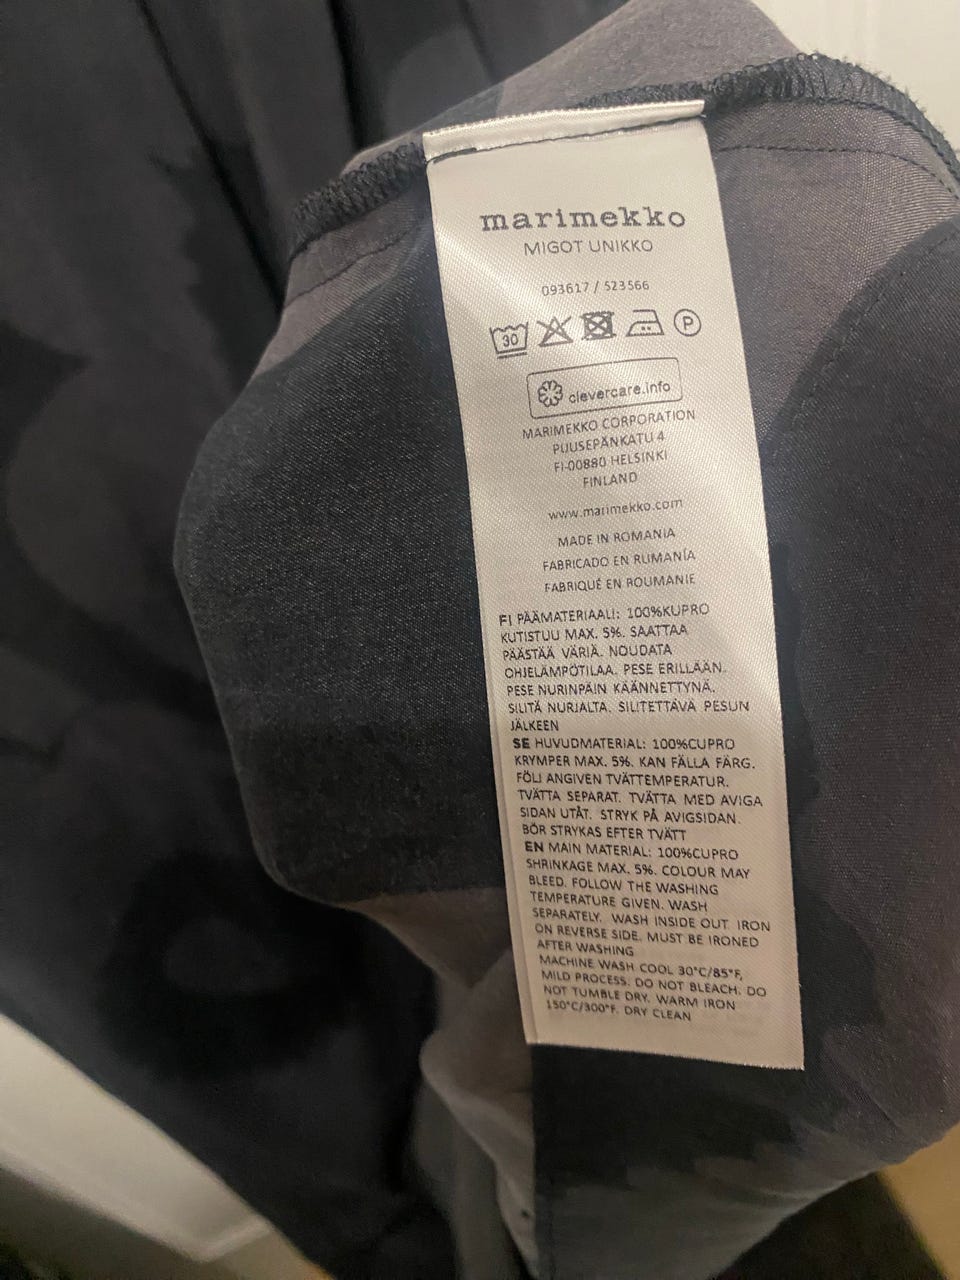 marimekko
MIGOT UNIKKO
093617 / 523566
30 P
clevercare.info
MARIMEKKO CORPORATION
PUUSEPÄNKATU 4
FI-00880 HELSINKI
FINLAND
www.marimekko.com
MADE IN ROMANIA
FABRICADO EN RUMANÍA
FABRIQUÉ EN ROUMANIE
FI PÄÄMATERIAALI: 100%KUPRO
KUTISTUU MAX. 5%. SAATTAA
PÄÄSTÄÄ VÄRIÄ. NOUDATA
OHJELÄMPÖTILAA. PESE ERILLÄÄN.
PESE NURINPÄIN KÄÄNNETTYNÄ.
SILITÄ NURJALTA. SILITETTÄVÄ PESUN
JÄLKEEN
SE HUVUDMATERIAL: 100%CUPRO
KRYMPER MAX. 5%. KAN FÄLLA FÄRG.
FÖLJ ANGIVEN TVÄTTEMPERATUR.
TVÄTTA SEPARAT. TVÄTTA MED AVIGA
SIDAN UTÅT. STRYK PÅ AVIGSIDAN.
BÖR STRYKAS EFTER TVÄTT
EN MAIN MATERIAL: 100%CUPRO
SHRINKAGE MAX. 5%. COLOUR MAY
BLEED. FOLLOW THE WASHING
TEMPERATURE GIVEN. WASH
SEPARATELY. WASH INSIDE OUT. IRON
ON REVERSE SIDE. MUST BE IRONED
AFTER WASHING
MACHINE WASH COOL 30°C/85°F,
MILD PROCESS. DO NOT BLEACH. DO
NOT TUMBLE DRY. WARM IRON
150°C/300°F. DRY CLEAN